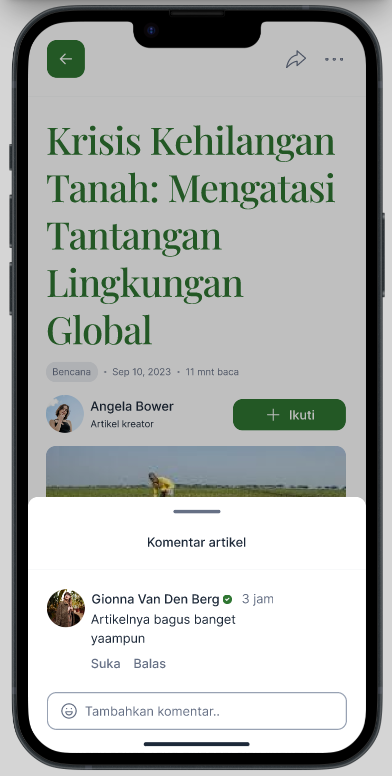 Krisis Kehilangan
Tanah: Mengatasi
Tantangan
Lingkungan
Global
Bencana • Sep 10, 2023 • 11 mnt baca
Angela Bower
Artikel kreator
+ Ikuti
Komentar artikel
Gionna Van Den Berg 3 jam
Artikelnya bagus banget
yaampun
Suka Balas
Tambahkan komentar..